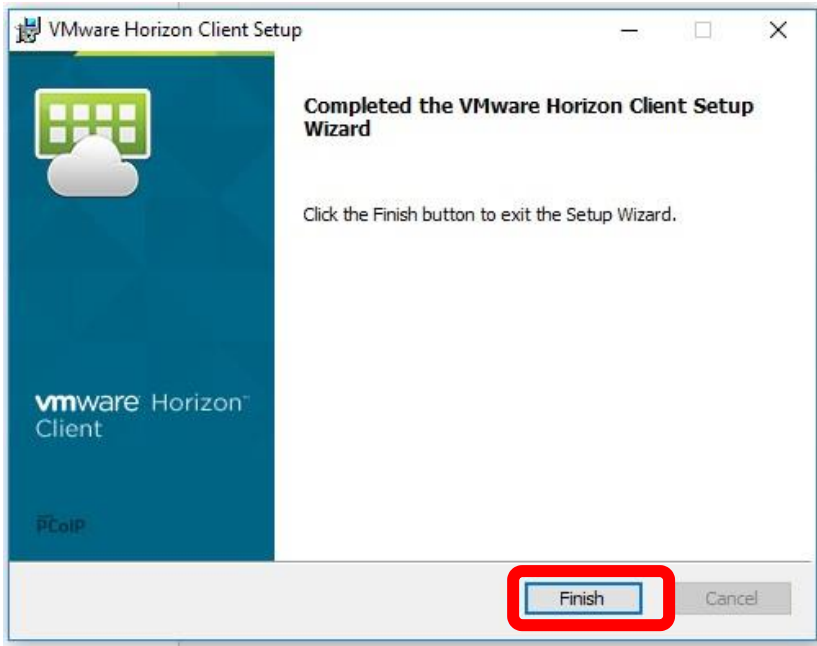 VMware Horizon Client Setup
Completed the VMware Horizon Client Setup
Wizard
Click the Finish button to exit the Setup Wizard.
vmware Horizon™
Client
PCoIP
Finish
Cancel